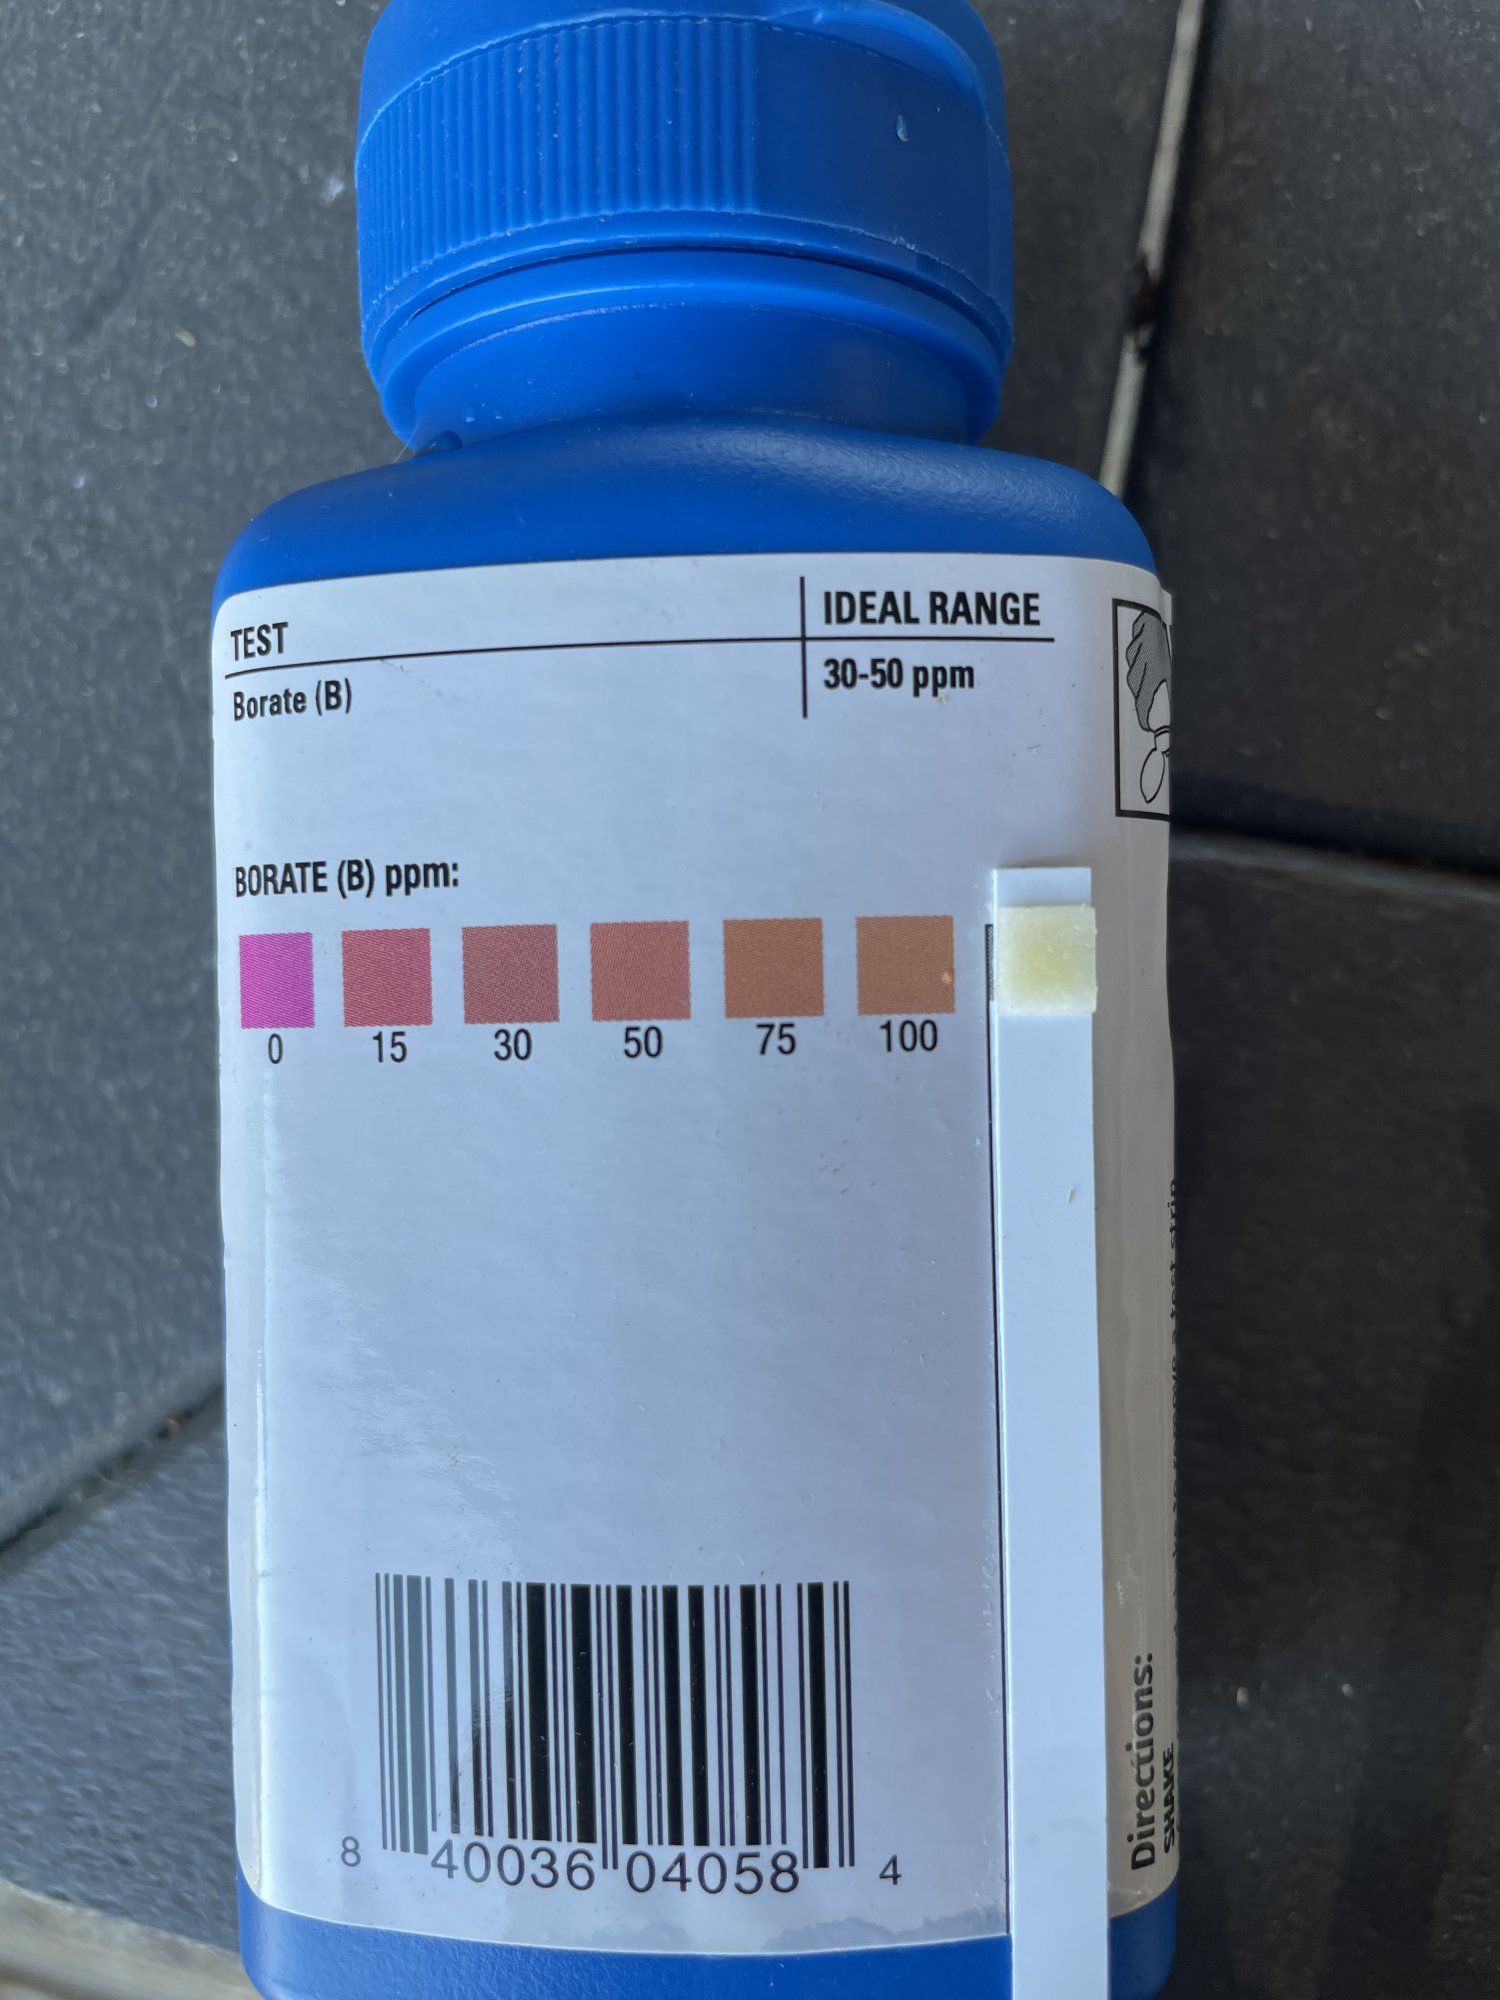 TEST
IDEAL RANGE
Borate (B)
30-50 ppm
BORATE (B) ppm:
0 15 30 50 75 100
8 40036 04058 4
Directions:
SHAKE